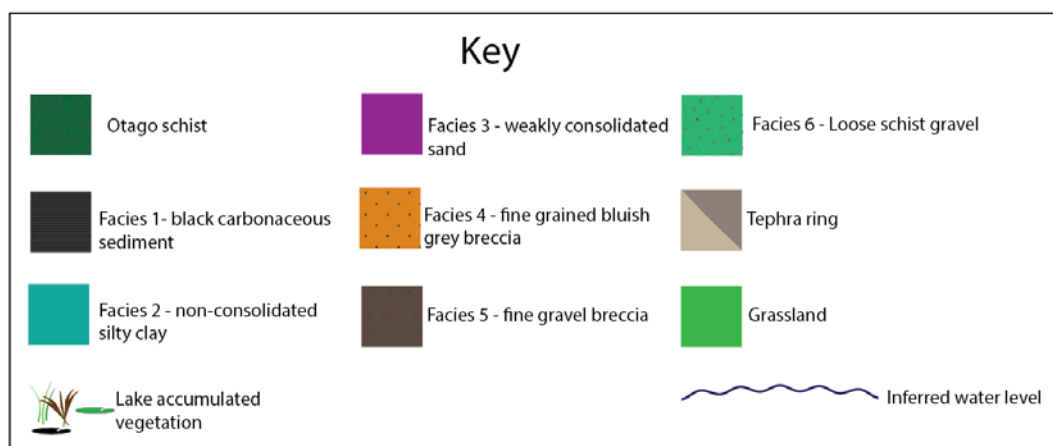 Key
Otago schist
Facies 3 - weakly consolidated
sand
Facies 6 - Loose schist gravel
Facies 1- black carbonaceous
sediment
Facies 4 - fine grained bluish
grey breccia
Tephra ring
Facies 2 - non-consolidated
silty clay
Facies 5 - fine gravel breccia
Grassland
Lake accumulated
vegetation
Inferred water level